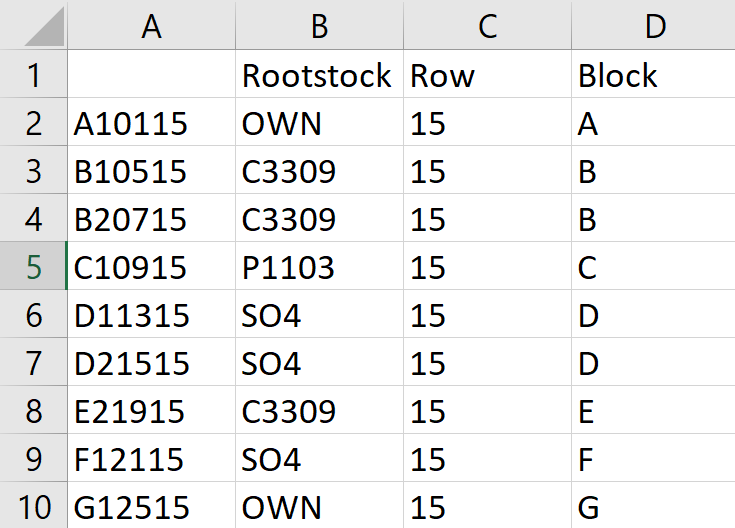 A B C D
1 Rootstock Row Block
2 A10115 OWN 15 A
3 B10515 C3309 15 B
4 B20715 C3309 15 B
5 C10915 P1103 15 C
6 D11315 SO4 15 D
7 D21515 SO4 15 D
8 E21915 C3309 15 E
9 F12115 SO4 15 F
10 G12515 OWN 15 G